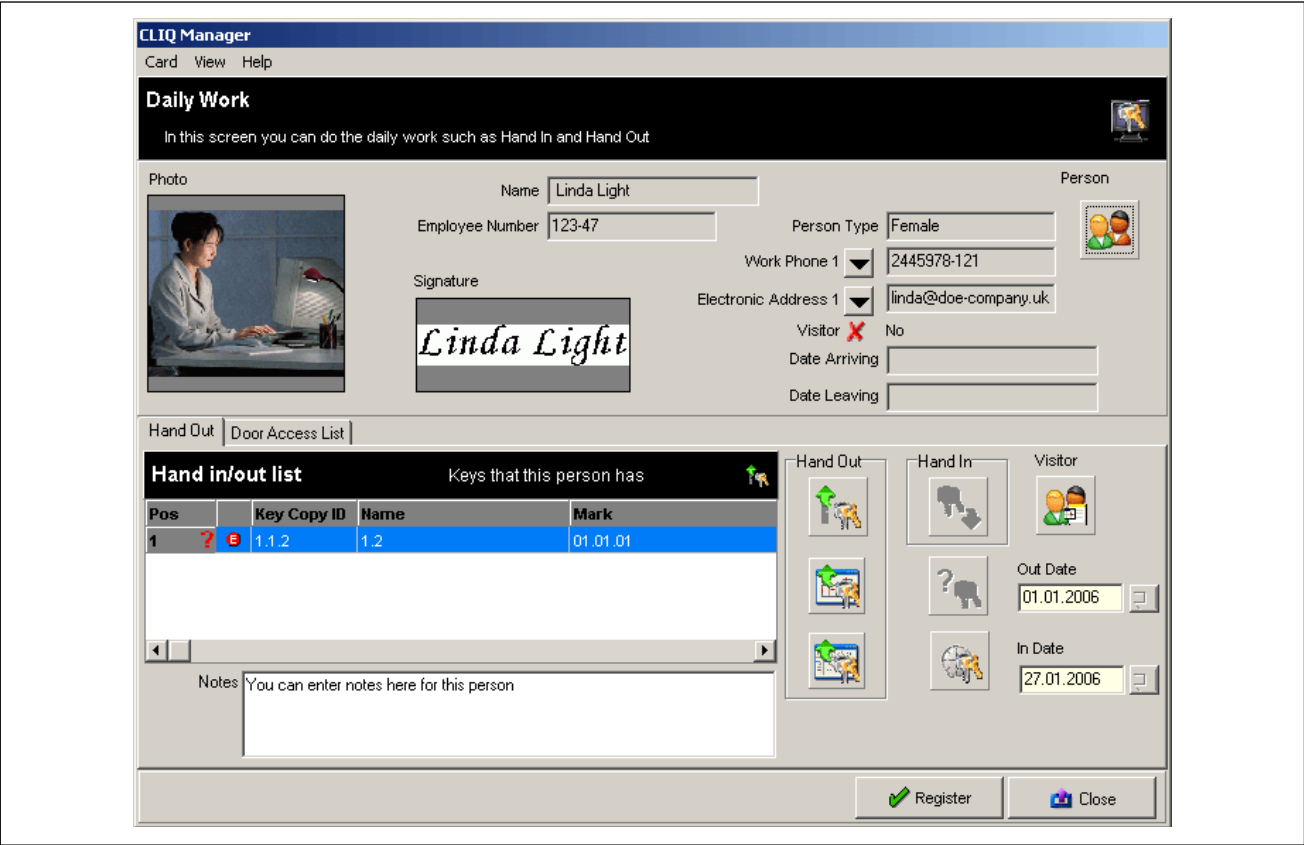 CLIQ Manager
Card View Help
Daily Work
In this screen you can do the daily work such as Hand In and Hand Out
Photo
Person
Name Linda Light
Employee Number 123-47
Person Type Female
Work Phone 1 2445978-121
Signature
Electronic Address 1 linda@doe-company.uk
Linda Light
Visitor No
Date Arriving
Date Leaving
Hand Out Door Access List
Hand in/out list Keys that this person has
Hand Out Hand In Visitor
Pos Key Copy ID Name Mark
1 ? E 1.1.2 1.2 01.01.01
Out Date
01.01.2006
In Date
27.01.2006
Notes You can enter notes here for this person
Register Close